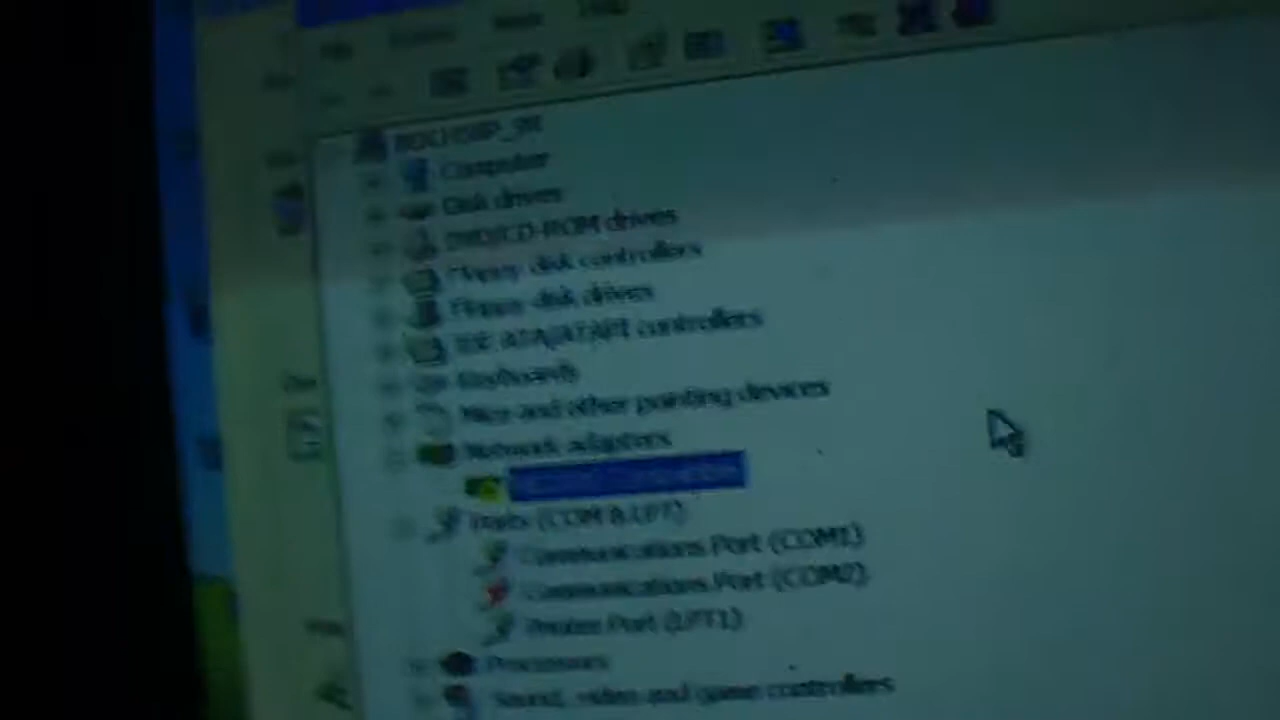 Computer
Disk drives
DVD/CD-ROM drives
Floppy disk controllers
Floppy disk drives
IDE ATA/ATAPI controllers
Keyboards
Mice and other pointing devices
Network adapters
Ports (COM & LPT)
Communications Port (COM1)
Communications Port (COM2)
Printer Port (LPT1)
Processors
Sound, video and game controllers